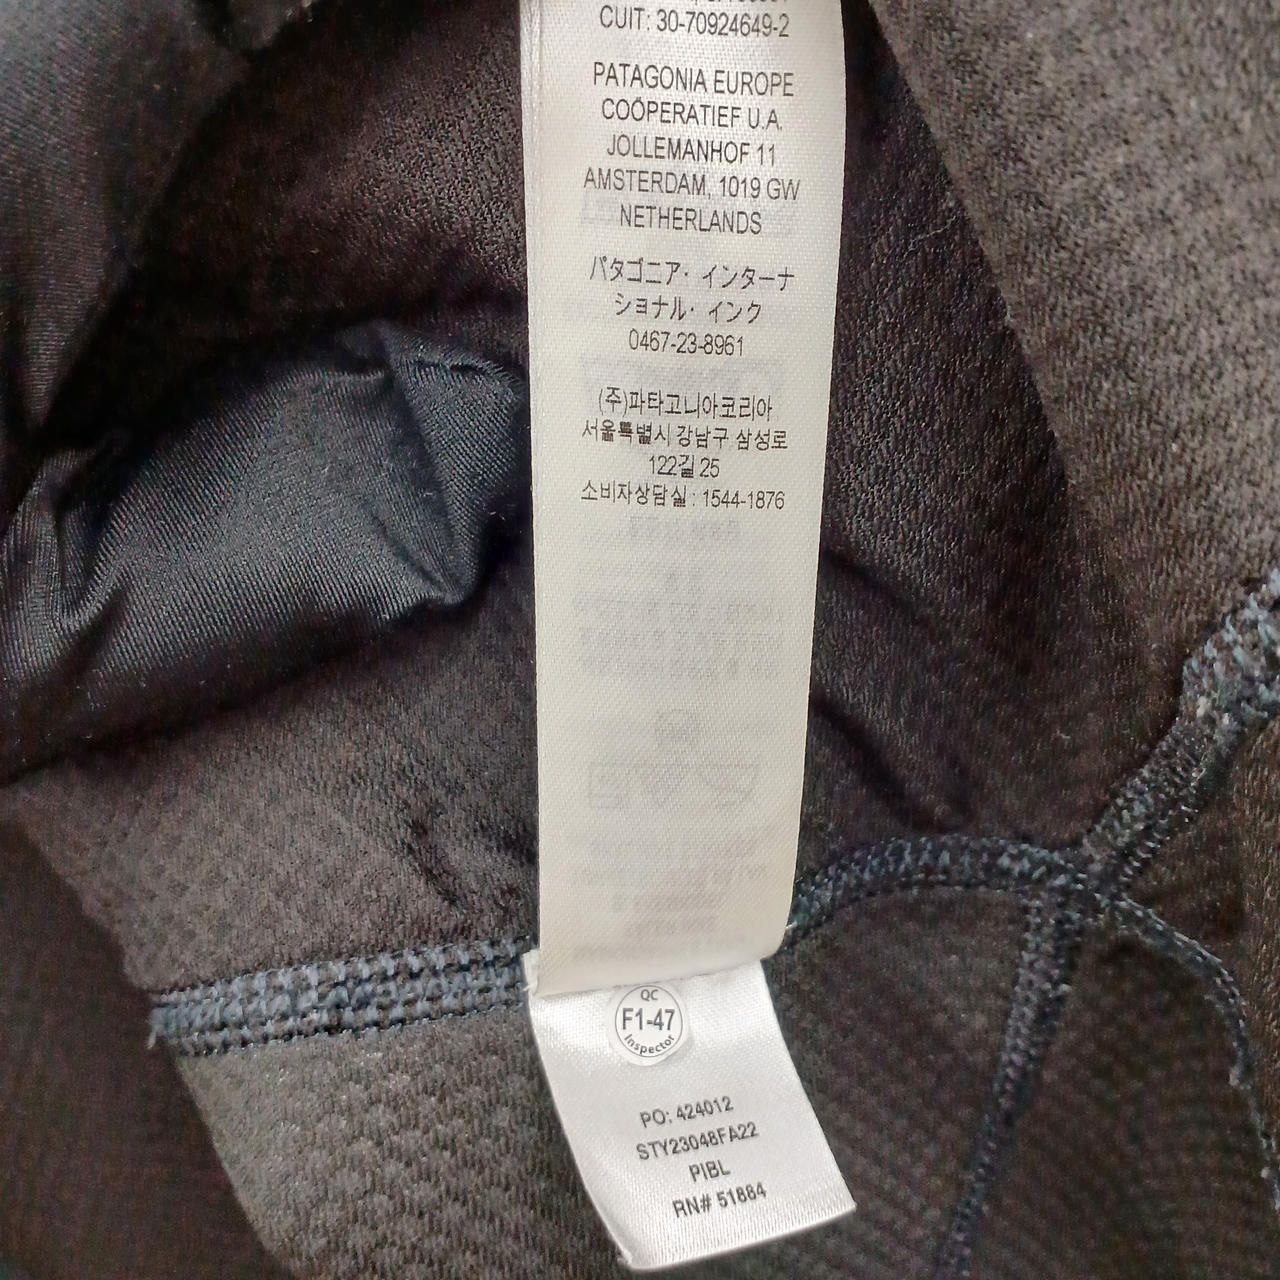 CUIT: 30-70924649-2
PATAGONIA EUROPE
COÖPERATIEF U.A.
JOLLEMANHOF 11
AMSTERDAM, 1019 GW
NETHERLANDS
パタゴニア・インターナ
ショナル・インク
0467-23-8961
(주)파타고니아코리아
서울특별시 강남구 삼성로
122길 25
소비자상담실 : 1544-1876
QC
F1-47
Inspector
PO: 424012
STY23048FA22
PIBL
RN# 51884